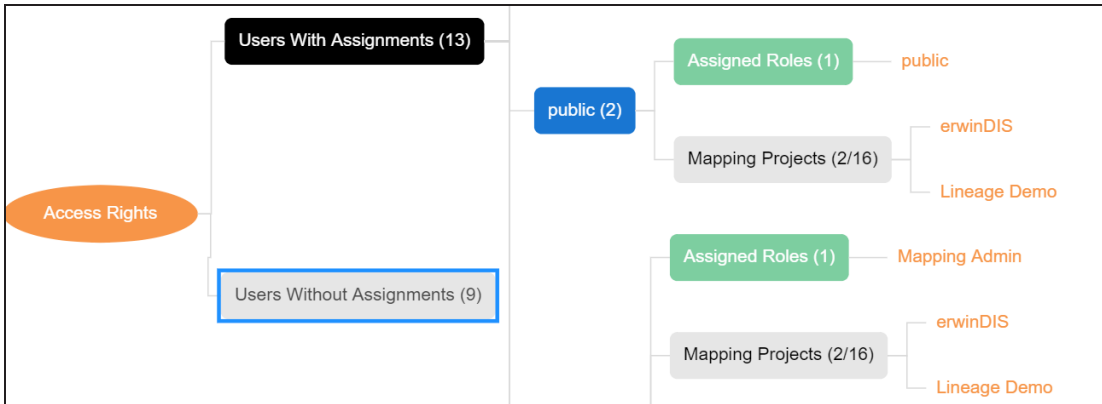 Users With Assignments (13)
Assigned Roles (1)
public
public (2)
erwinDIS
Mapping Projects (2/16)
Lineage Demo
Access Rights
Assigned Roles (1)
Mapping Admin
Users Without Assignments (9)
erwinDIS
Mapping Projects (2/16)
Lineage Demo